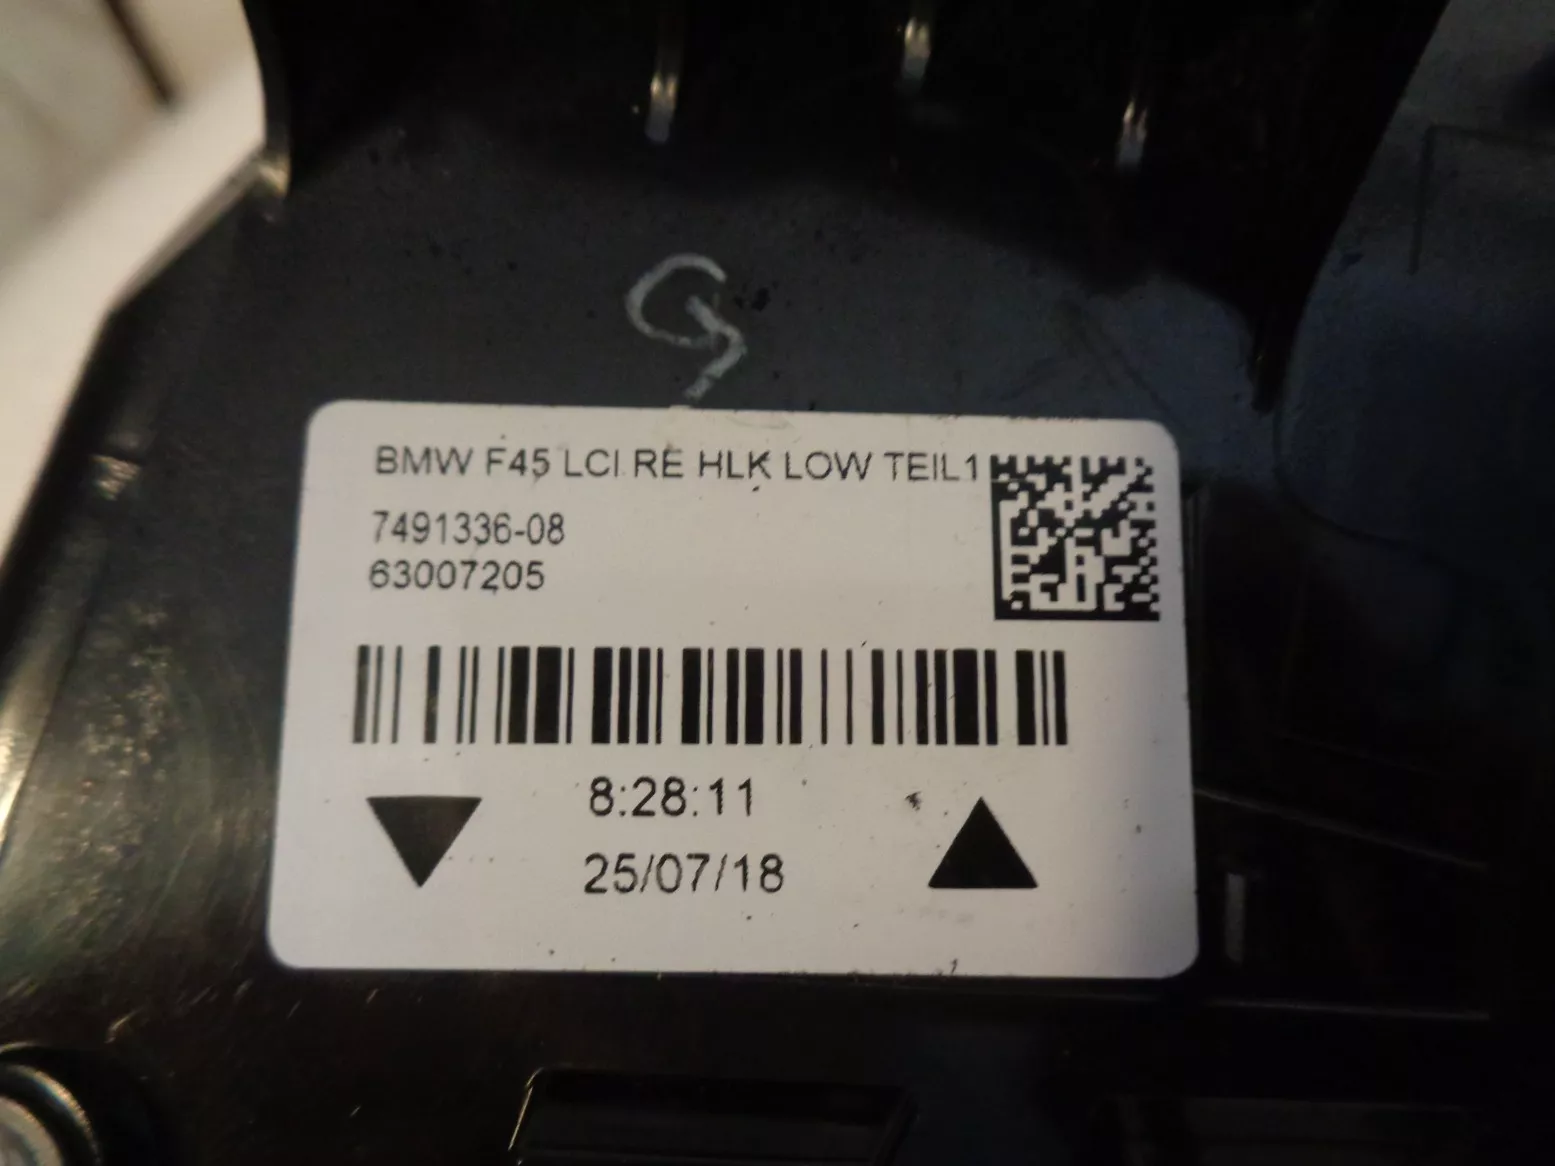 BMW F45 LCI RE HLK LOW TEIL1
7491336-08
63007205
8:28:11
25/07/18